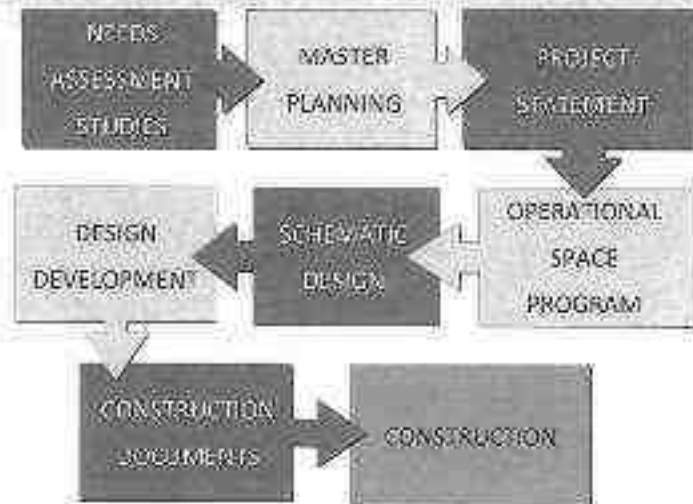 NEEDS
ASSESSMENT
STUDIES
MASTER
PLANNING
PROJECT
STATEMENT
OPERATIONAL
SPACE
PROGRAM
SCHEMATIC
DESIGN
DESIGN
DEVELOPMENT
CONSTRUCTION
DOCUMENTS
CONSTRUCTION